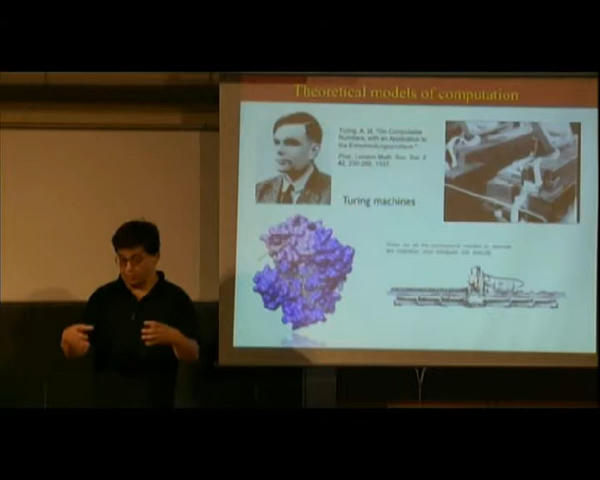 Theoretical models of computation
Turing, A. M. "On Computable
Numbers, with an Application to
the Entscheidungsproblem."
Proc. London Math. Soc. Ser. 2
42, 230-265, 1937.
Turing machines